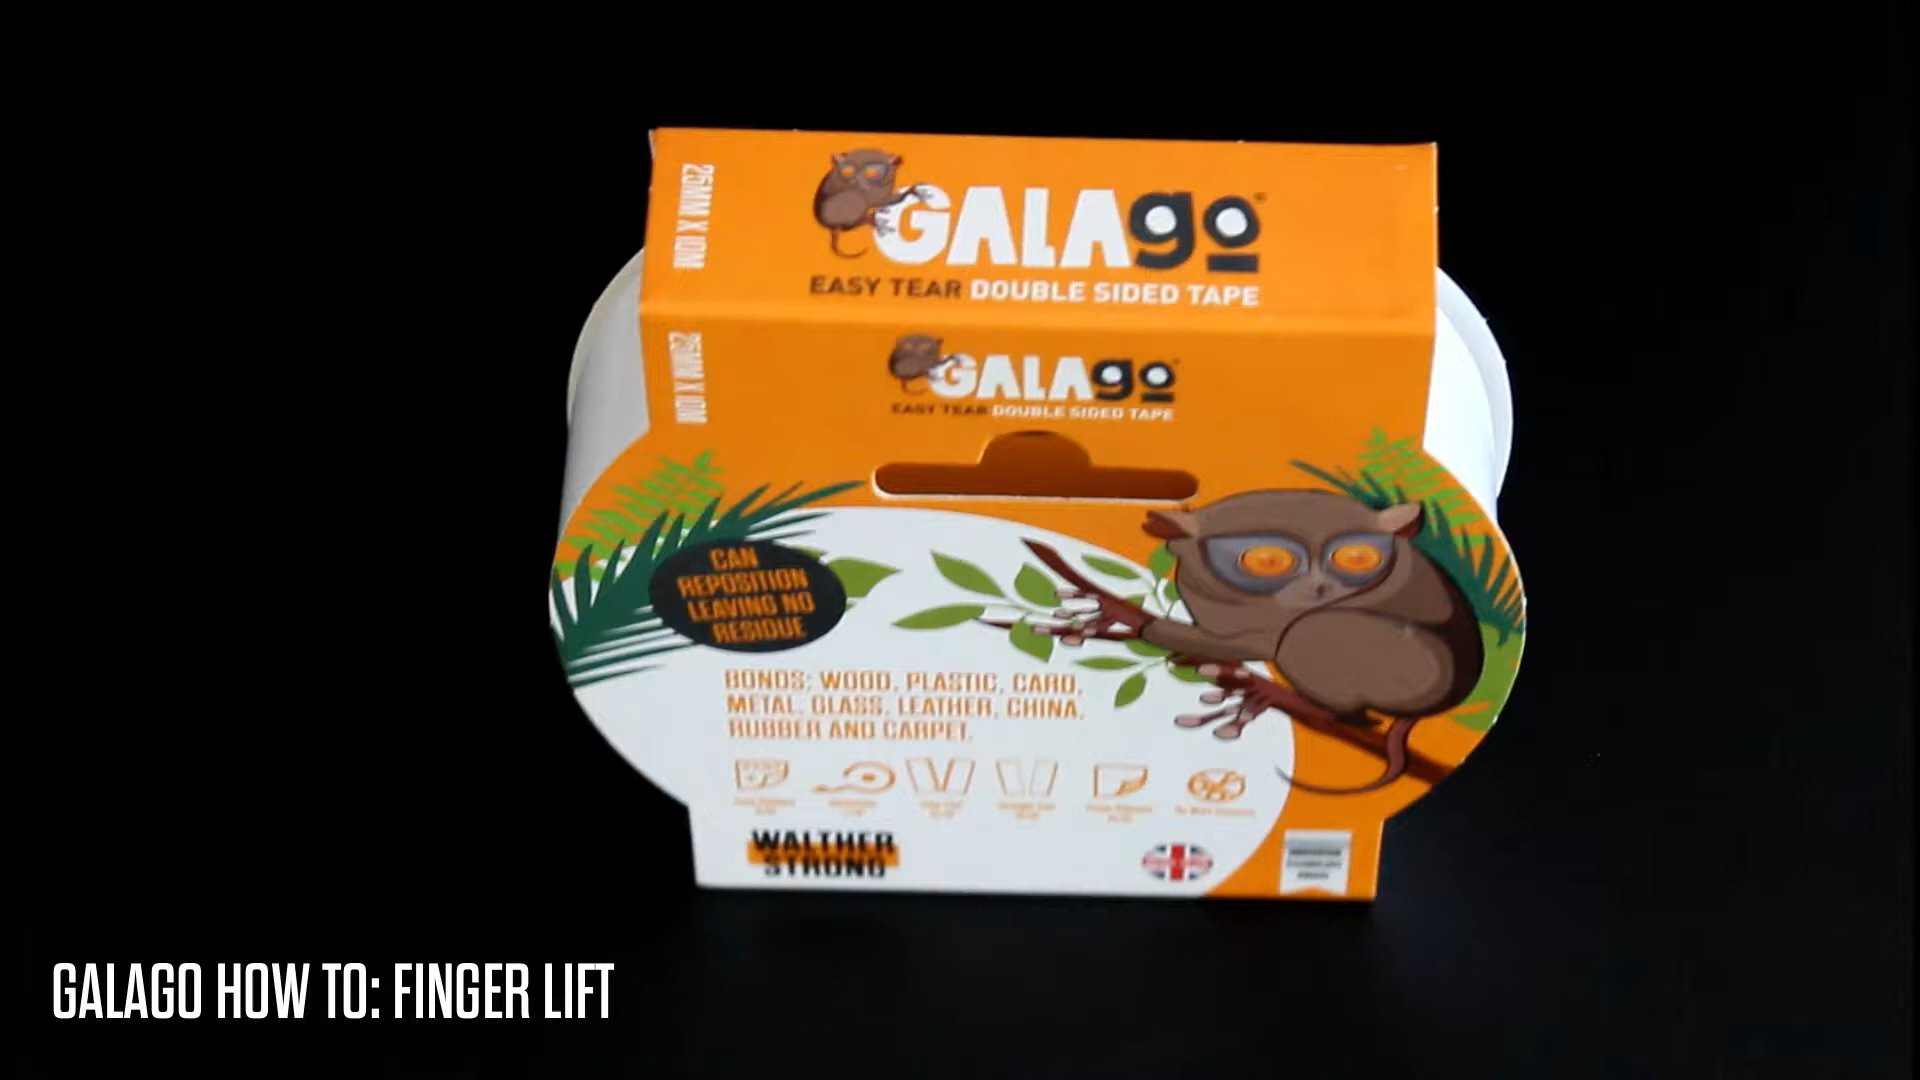 25MM X 10M
GALAgo
EASY TEAR DOUBLE SIDED TAPE
25MM X 10M
GALAgo
EASY TEAR DOUBLE SIDED TAPE
CAN
REPOSITION
LEAVING NO
RESIDUE
BONDS; WOOD, PLASTIC, CARD,
METAL, GLASS, LEATHER, CHINA,
RUBBER AND CARPET.
WALTHER
STRONG
GALAGO HOW TO: FINGER LIFT